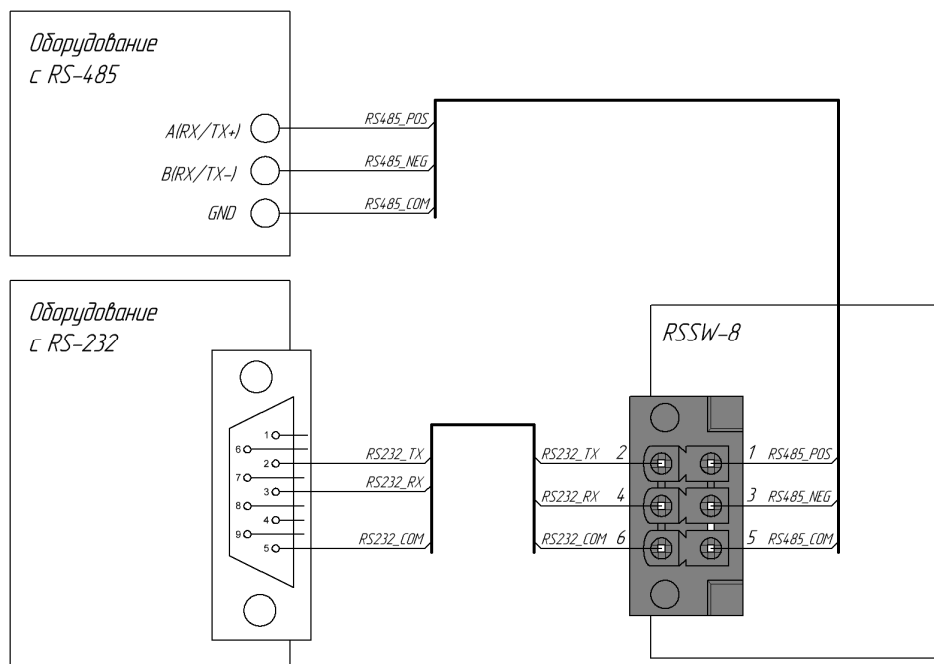 Оборудование
с RS-485
A(RX/TX+)
RS485_POS
B(RX/TX-)
RS485_NEG
GND
RS485_COM
Оборудование
с RS-232
RSSW-8
1
6
2
7
3
8
4
9
5
RS232_TX
RS232_RX
RS232_COM
RS232_TX 2
1 RS485_POS
RS232_RX 4
3 RS485_NEG
RS232_COM 6
5 RS485_COM